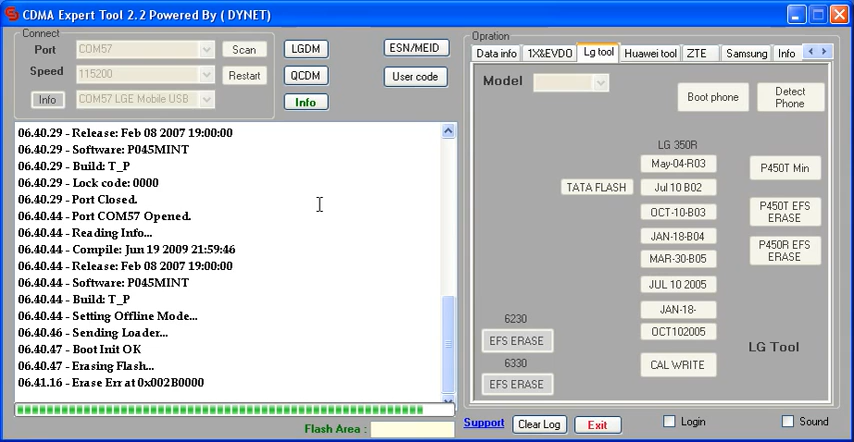 CDMA Expert Tool 2.2 Powered By ( DYNET)
Connect
Port COM57 Scan
Speed 115200 Restart
Info COM57 LGE Mobile USB
LGDM
QCDM
Info
ESN/MEID
User code
06.40.29 - Release: Feb 08 2007 19:00:00
06.40.29 - Software: P045MINT
06.40.29 - Build: T_P
06.40.29 - Lock code: 0000
06.40.29 - Port Closed.
06.40.44 - Port COM57 Opened.
06.40.44 - Reading Info...
06.40.44 - Compile: Jun 19 2009 21:59:46
06.40.44 - Release: Feb 08 2007 19:00:00
06.40.44 - Software: P045MINT
06.40.44 - Build: T_P
06.40.44 - Setting Offline Mode...
06.40.46 - Sending Loader...
06.40.47 - Boot Init OK
06.40.47 - Erasing Flash...
06.41.16 - Erase Err at 0x002B0000
Flash Area :
Opration
Data info 1X&EVDO Lg tool Huawei tool ZTE Samsung Info
Model
Boot phone
Detect
Phone
LG 350R
May-04-R03
TATA FLASH
Jul 10 B02
OCT-10-B03
JAN-18-B04
MAR-30-B05
JUL 10 2005
JAN-18-
OCT102005
CAL WRITE
P450T Min
P450T EFS
ERASE
P450R EFS
ERASE
6230
EFS ERASE
6330
EFS ERASE
LG Tool
Support Clear Log Exit Login Sound